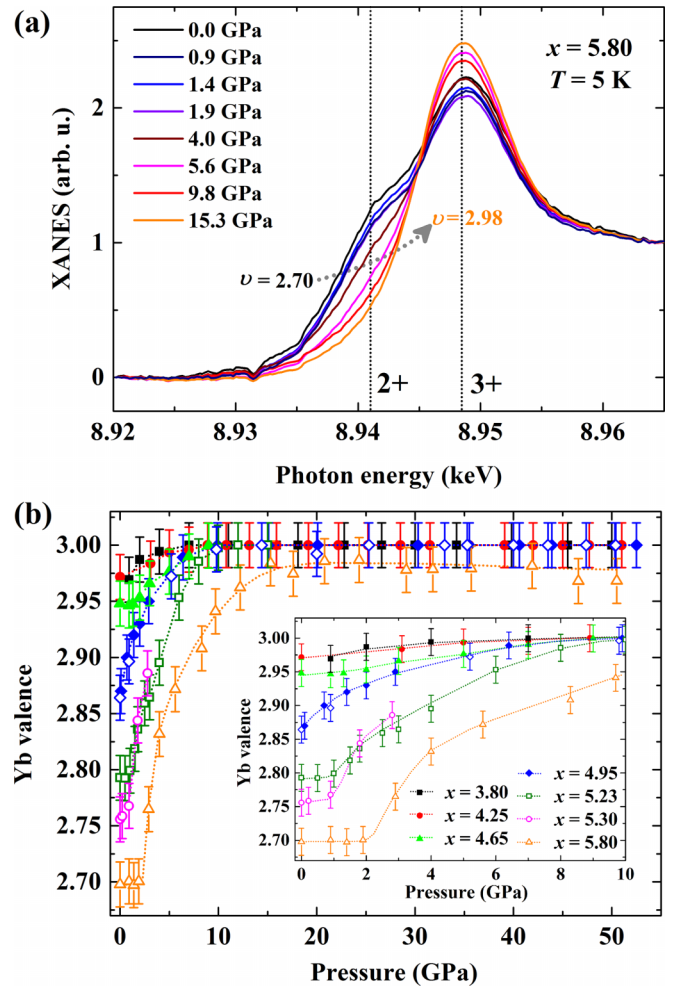 (a)
0.0 GPa
0.9 GPa
1.4 GPa
1.9 GPa
4.0 GPa
5.6 GPa
9.8 GPa
15.3 GPa
x = 5.80
T = 5 K
XANES (arb. u.)
2
1
0
υ = 2.98
υ = 2.70
2+
3+
8.92
8.93
8.94
8.95
8.96
Photon energy (keV)
(b)
Yb valence
3.00
2.95
2.90
2.85
2.80
2.75
2.70
0
10
20
30
40
50
Pressure (GPa)
Yb valence
3.00
2.95
2.90
2.85
2.80
2.75
2.70
x = 3.80
x = 4.25
x = 4.65
x = 4.95
x = 5.23
x = 5.30
x = 5.80
0
2
4
6
8
10
Pressure (GPa)